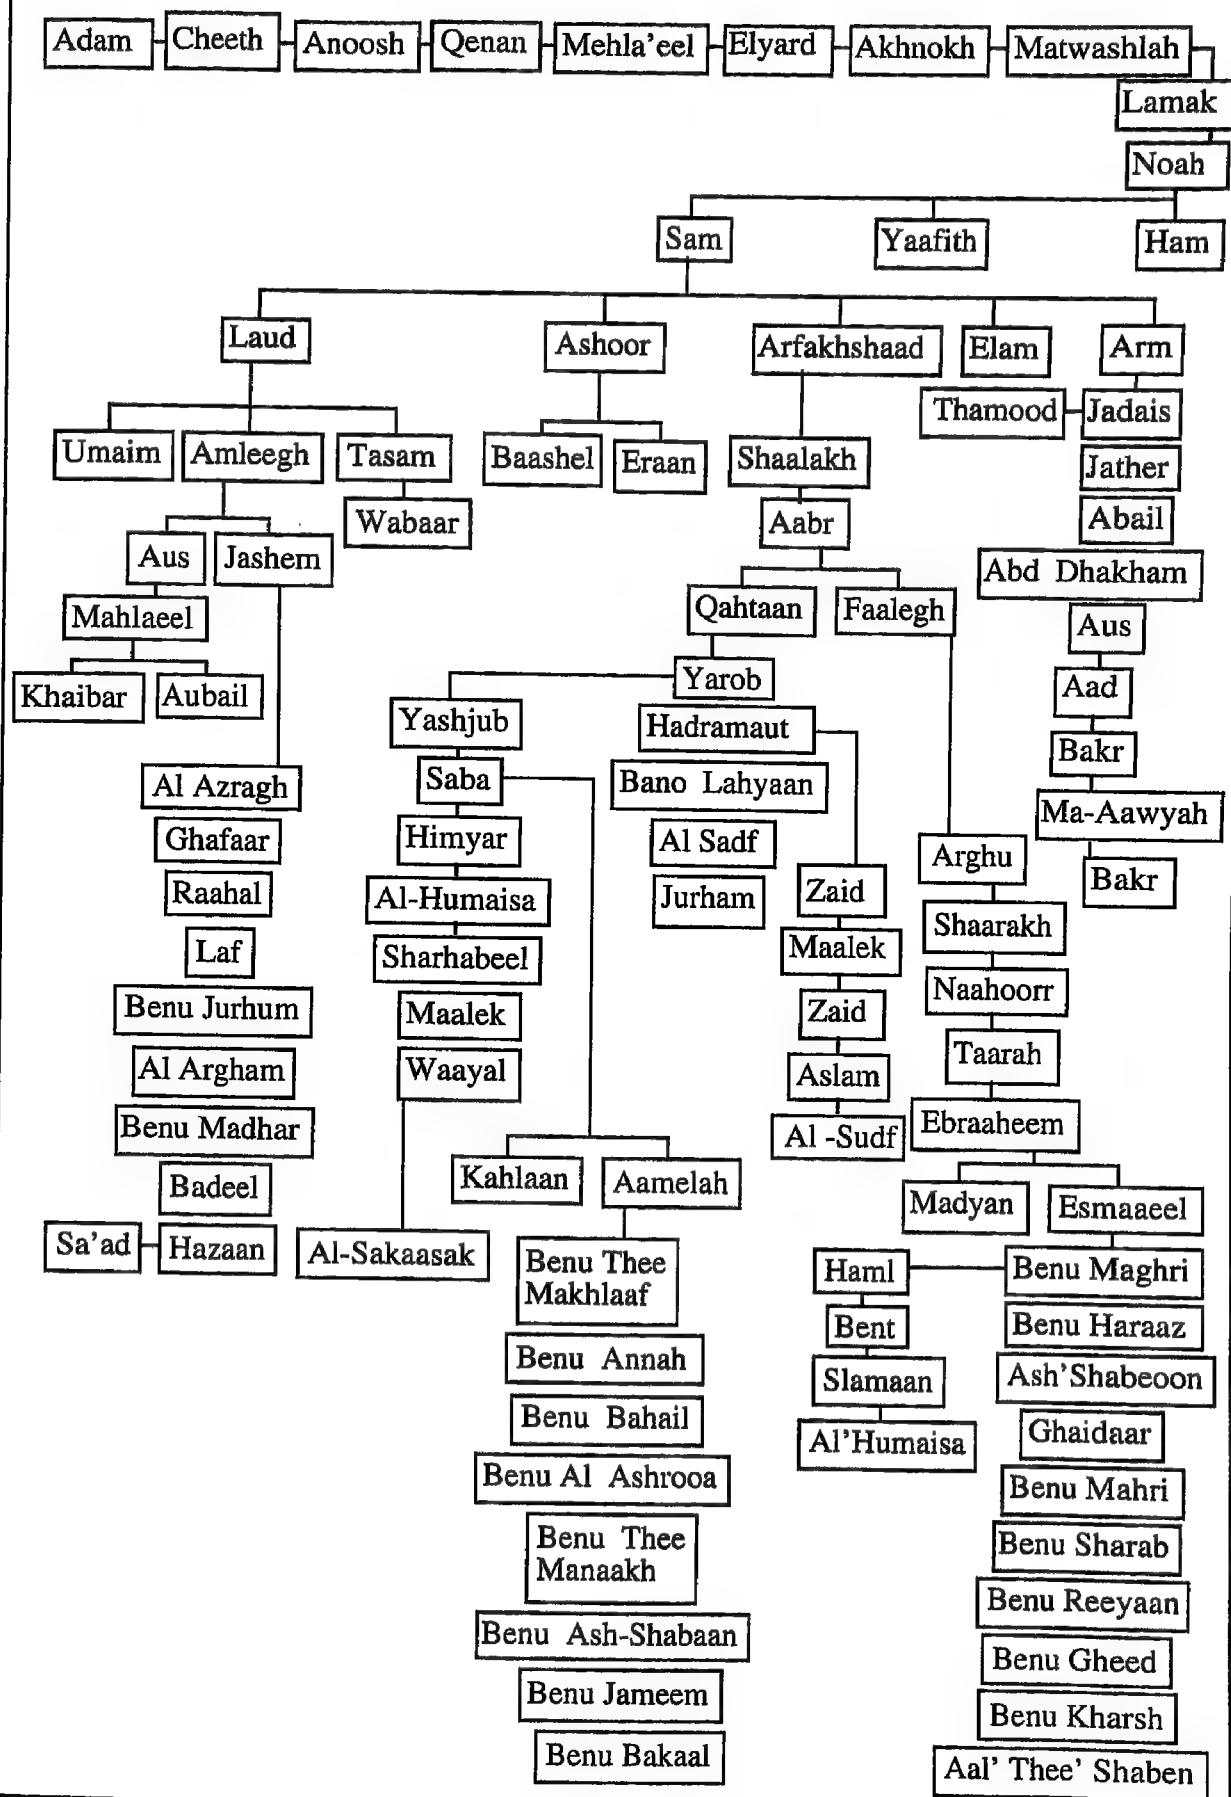 Adam
Cheeth
Anoosh
Qenan
Mehla'eel
Elyard
Akhnokh
Matwashlah
Lamak
Noah
Sam
Yaafith
Ham
Laud
Ashoor
Arfakhshaad
Elam
Arm
Thamood
Jadais
Umaim
Amleegh
Tasam
Baashel
Eraan
Shaalakh
Jather
Wabaar
Aabr
Abail
Aus
Jashem
Abd Dhakham
Mahlaeel
Qahtaan
Faalegh
Aus
Khaibar
Aubail
Yarob
Aad
Yashjub
Hadramaut
Bakr
Al Azragh
Saba
Bano Lahyaan
Ma-Aawyah
Ghafaar
Himyar
Al Sadf
Arghu
Bakr
Raahal
Al-Humaisa
Jurham
Zaid
Shaarakh
Laf
Sharhabeel
Maalek
Naahoorr
Benu Jurhum
Maalek
Zaid
Taarah
Al Argham
Waayal
Aslam
Ebraaheem
Benu Madhar
Al -Sudf
Badeel
Kahlaan
Aamelah
Madyan
Esmaaeel
Sa'ad
Hazaan
Al-Sakaasak
Benu Thee
Makhlaaf
Haml
Benu Maghri
Bent
Benu Haraaz
Benu Annah
Slamaan
Ash'Shabeoon
Benu Bahail
Al'Humaisa
Ghaidaar
Benu Al Ashrooa
Benu Mahri
Benu Thee
Manaakh
Benu Sharab
Benu Reeyaan
Benu Ash-Shabaan
Benu Gheed
Benu Jameem
Benu Kharsh
Benu Bakaal
Aal' Thee' Shaben